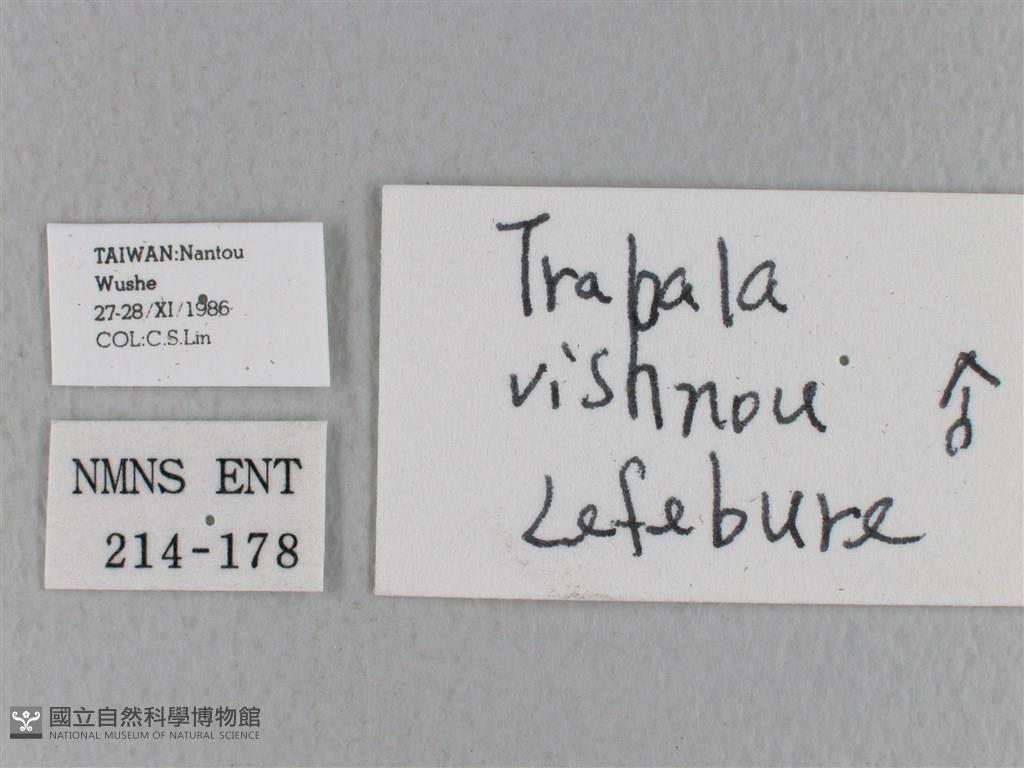 TAIWAN:Nantou
Wushe
27-28/XI/1986
COL:C.S.Lin
NMNS ENT
214-178
Trabala
vishnou ♂
Lefebure
國立自然科學博物館
NATIONAL MUSEUM OF NATURAL SCIENCE